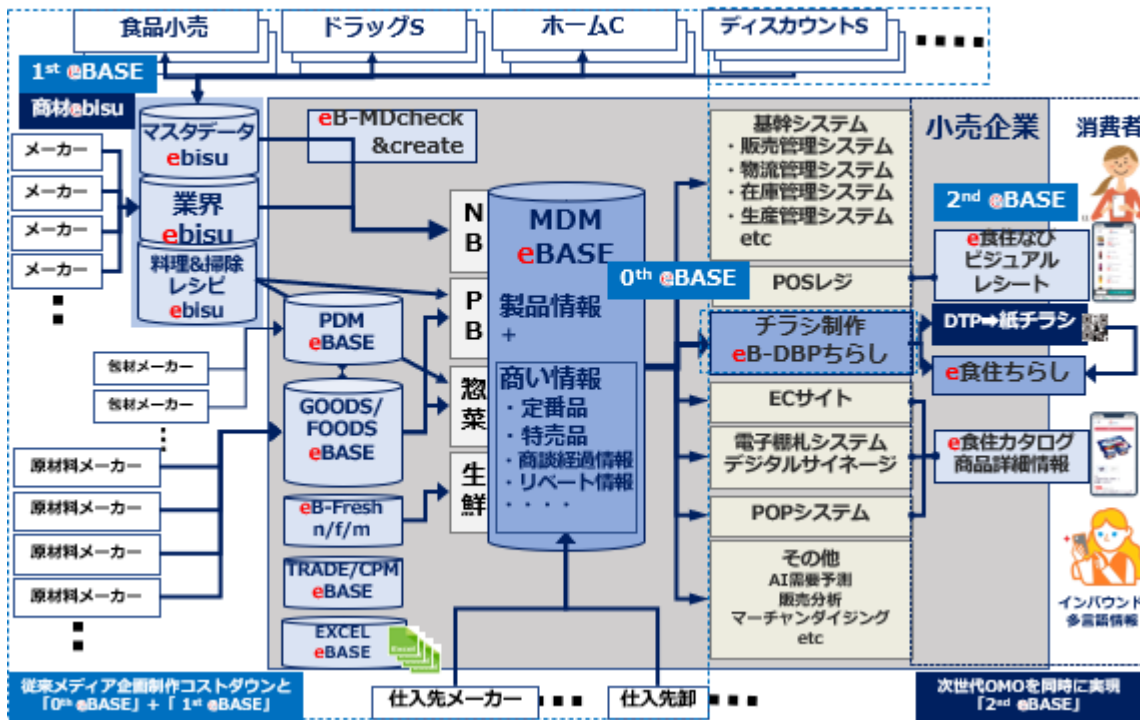 食品小売
ドラッグS
ホームC
ディスカウントS
1st eBASE
商材ebisu
メーカー
メーカー
メーカー
メーカー
マスタデータ
ebisu
業界
ebisu
料理&掃除
レシピ
ebisu
eB-MDcheck
&create
包材メーカー
包材メーカー
原材料メーカー
原材料メーカー
原材料メーカー
原材料メーカー
PDM
eBASE
GOODS/
FOODS
eBASE
eB-Fresh
n/f/m
TRADE/CPM
eBASE
EXCEL
eBASE
Excel
NB
PB
惣菜
生鮮
MDM
eBASE
製品情報
+
商い情報
・定番品
・特売品
・商談経過情報
・リベート情報
・・・・
0th eBASE
仕入先メーカー
仕入先卸
基幹システム
・販売管理システム
・物流管理システム
・在庫管理システム
・生産管理システム
etc
POSレジ
チラシ制作
eB-DBPちらし
ECサイト
電子棚札システム
デジタルサイネージ
POPシステム
その他
AI需要予測
販売分析
マーチャンダイジング
etc
小売企業
消費者
2nd eBASE
e食住なび
ビジュアル
レシート
DTP➡紙チラシ
e食住ちらし
e食住カタログ
商品詳細情報
インバウンド
多言語情報
従来メディア企画制作コストダウンと
「0th eBASE」+「 1st eBASE」
次世代OMOを同時に実現
「2nd eBASE」